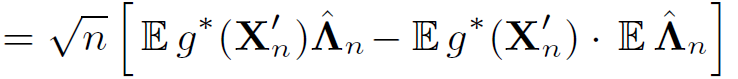 = √n [ 𝔼 g*(𝐗′ₙ)𝚲̂ₙ − 𝔼 g*(𝐗′ₙ) · 𝔼 𝚲̂ₙ ]